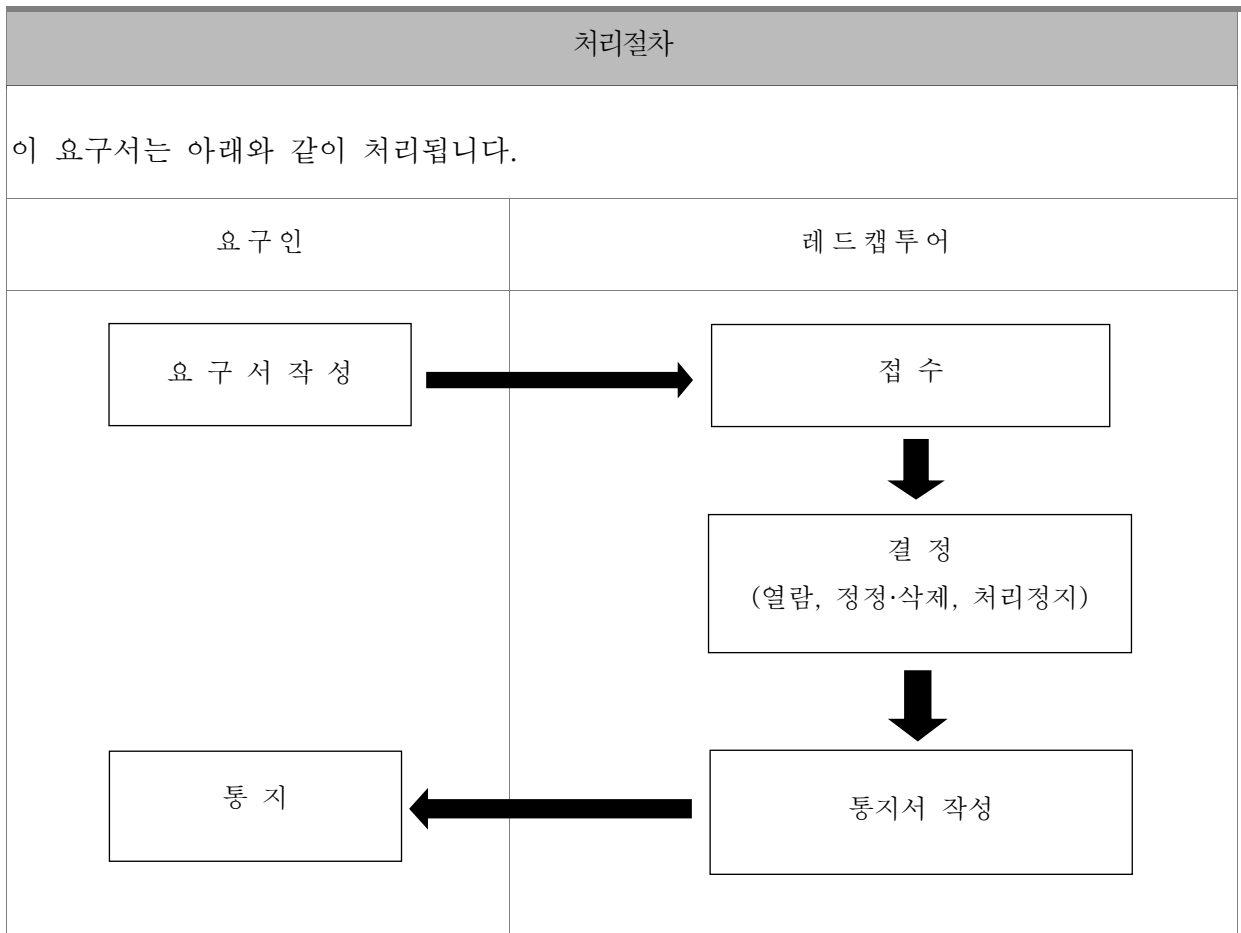 처리절차
이 요구서는 아래와 같이 처리됩니다.
요 구 인
레 드 캡 투 어
요 구 서 작 성
접 수
결 정
(열람, 정정·삭제, 처리정지)
통 지
통지서 작성